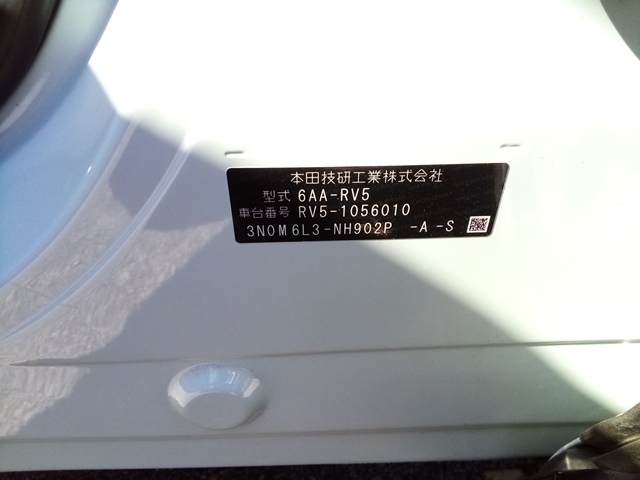 本田技研工業株式会社
型式 6AA-RV5
車台番号 RV5-1056010
3N0M6L3-NH902P -A-S